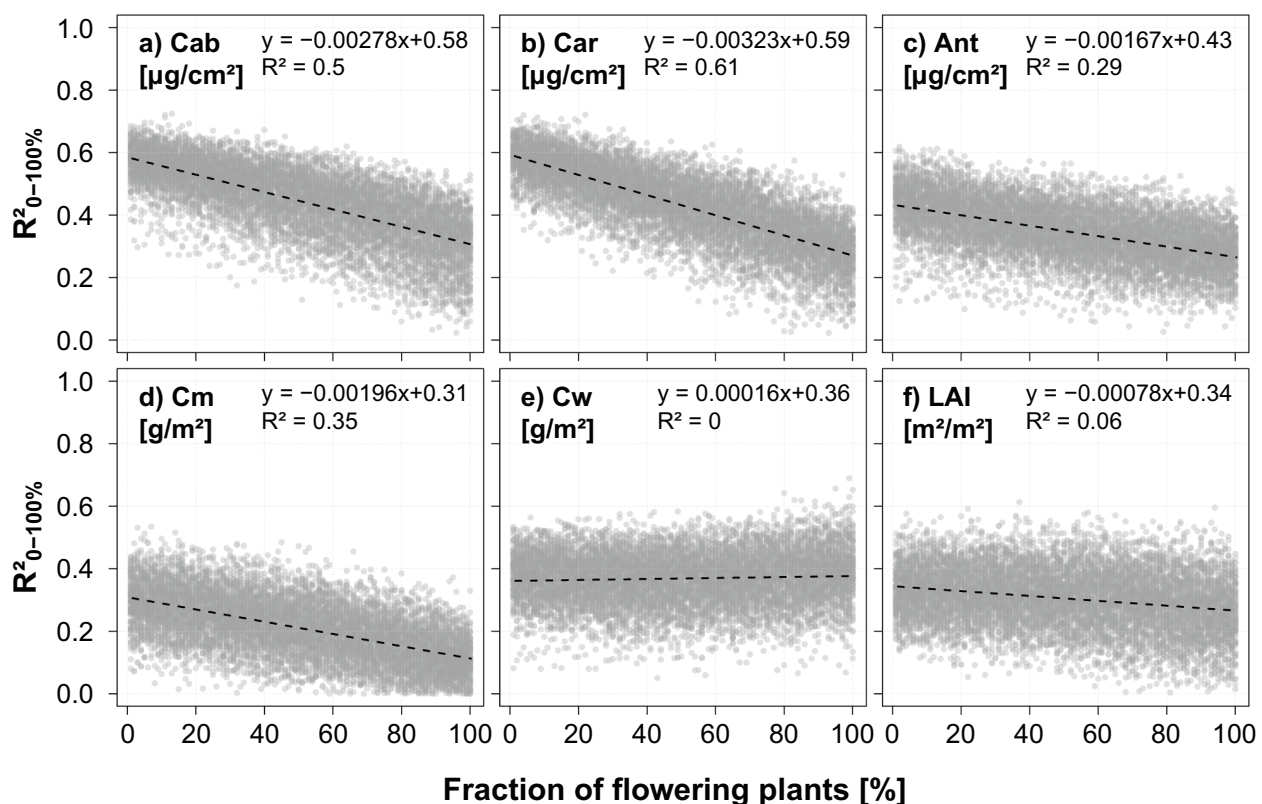 a) Cab
[µg/cm²]
y = −0.00278x+0.58
R² = 0.5
b) Car
[µg/cm²]
y = −0.00323x+0.59
R² = 0.61
c) Ant
[µg/cm²]
y = −0.00167x+0.43
R² = 0.29
1.0
0.8
0.6
0.4
0.2
0.0
R²0−100%
d) Cm
[g/m²]
y = −0.00196x+0.31
R² = 0.35
e) Cw
[g/m²]
y = 0.00016x+0.36
R² = 0
f) LAI
[m²/m²]
y = −0.00078x+0.34
R² = 0.06
1.0
0.8
0.6
0.4
0.2
0.0
R²0−100%
0 20 40 60 80 100
0 20 40 60 80 100
0 20 40 60 80 100
Fraction of flowering plants [%]